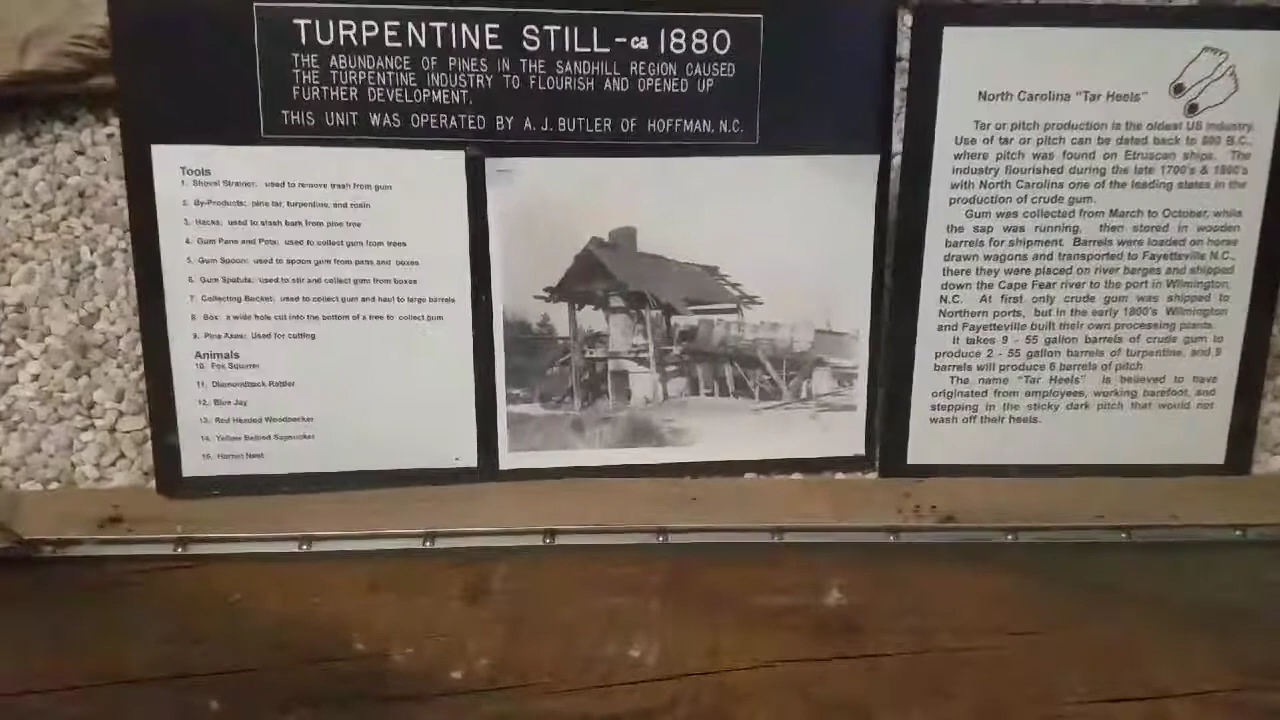 TURPENTINE STILL-ca 1880
THE ABUNDANCE OF PINES IN THE SANDHILL REGION CAUSED
THE TURPENTINE INDUSTRY TO FLOURISH AND OPENED UP
FURTHER DEVELOPMENT.
THIS UNIT WAS OPERATED BY A. J. BUTLER OF HOFFMAN, N.C.
Tools
1. Shovel Strainer: used to remove trash from gum
2. By-Products: pine tar, turpentine, and rosin
3. Hacks: used to slash bark from pine tree
4. Gum Pans and Pots: used to collect gum from trees
5. Gum Spoon: used to spoon gum from pans and boxes
6. Gum Spatula: used to stir and collect gum from boxes
7. Collecting Bucket: used to collect gum and haul to large barrels
8. Box: a wide hole cut into the bottom of a tree to collect gum
9. Pine Axes: Used for cutting
Animals
10. Fox Squirrel
11. Diamondback Rattler
12. Blue Jay
13. Red Headed Woodpecker
14. Yellow Bellied Sapsucker
15. Hornet Nest
North Carolina "Tar Heels"
Tar or pitch production is the oldest US industry.
Use of tar or pitch can be dated back to 800 B.C.,
where pitch was found on Etruscan ships. The
industry flourished during the late 1700's & 1800's
with North Carolina one of the leading states in the
production of crude gum.
Gum was collected from March to October, while
the sap was running, then stored in wooden
barrels for shipment. Barrels were loaded on horse
drawn wagons and transported to Fayetteville N.C.,
there they were placed on river barges and shipped
down the Cape Fear river to the port in Wilmington,
N.C. At first only crude gum was shipped to
Northern ports, but in the early 1800's Wilmington
and Fayetteville built their own processing plants.
It takes 9 - 55 gallon barrels of crude gum to
produce 2 - 55 gallon barrels of turpentine, and 9
barrels will produce 6 barrels of pitch.
The name "Tar Heels" is believed to have
originated from employees, working barefoot, and
stepping in the sticky dark pitch that would not
wash off their heels.